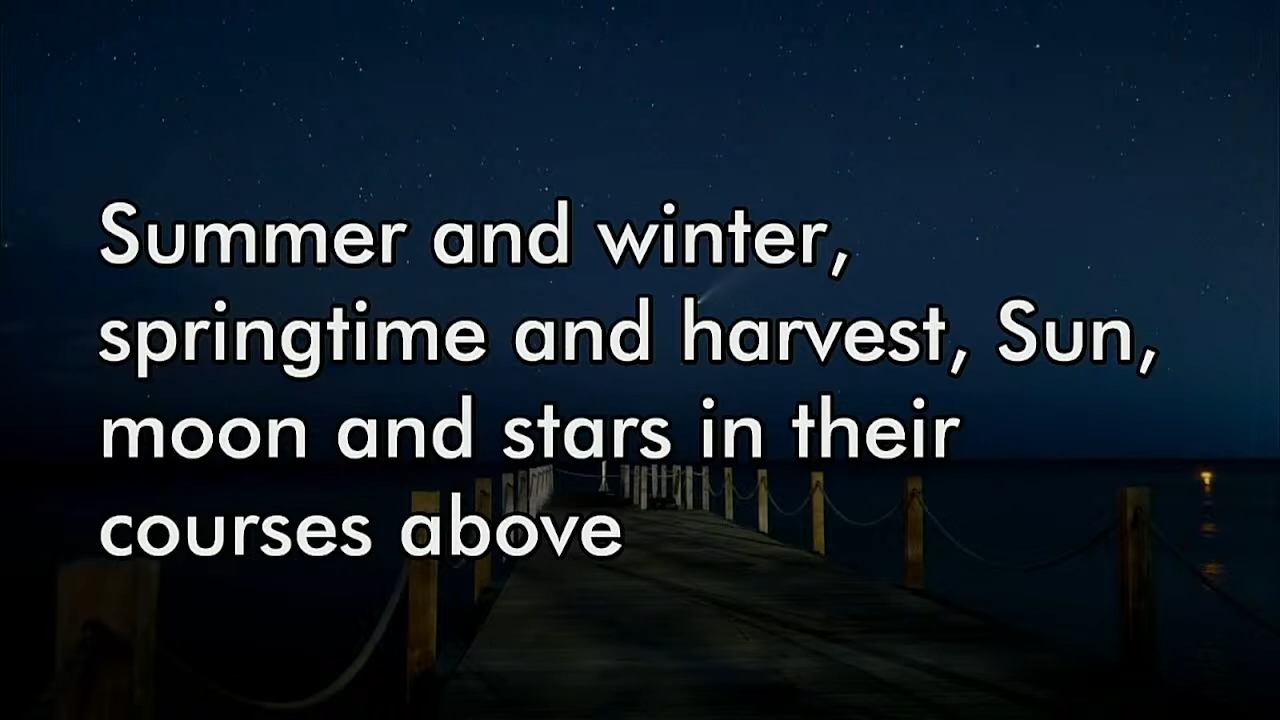 Summer and winter,
springtime and harvest, Sun,
moon and stars in their
courses above